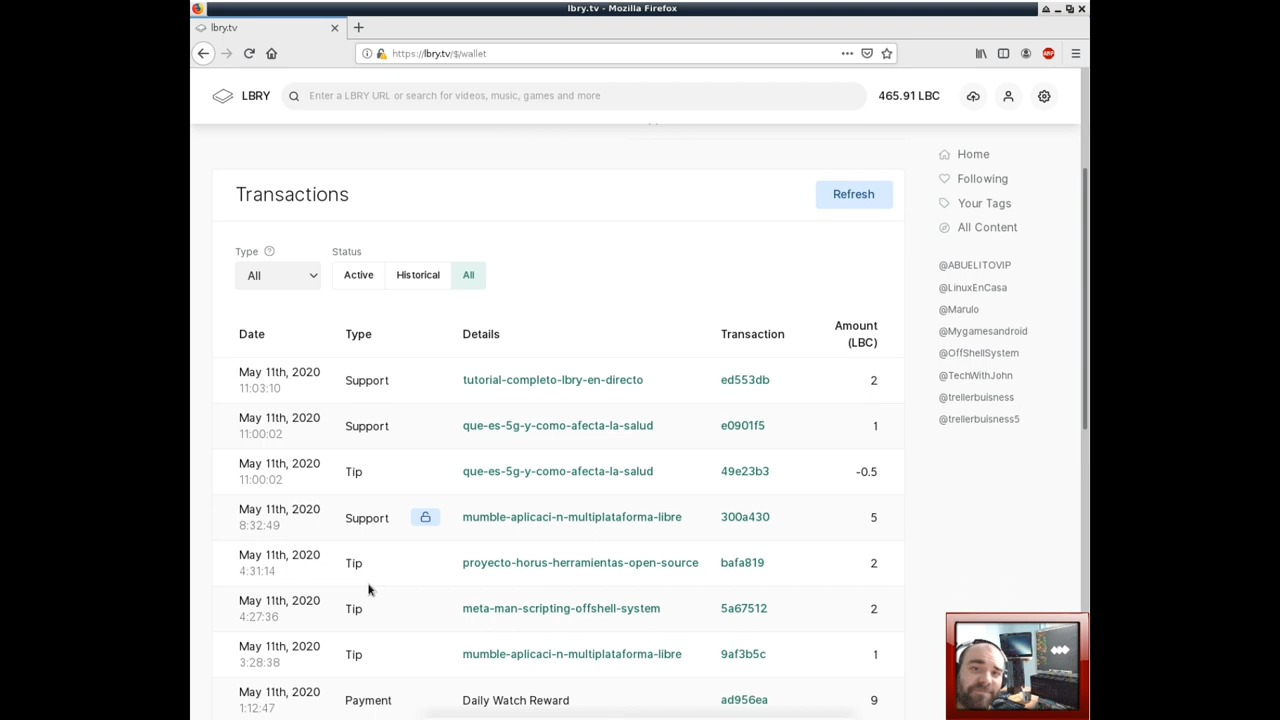 lbry.tv - Mozilla Firefox
lbry.tv
https://lbry.tv/$/wallet
ABP
LBRY
Enter a LBRY URL or search for videos, music, games and more
465.91 LBC
Home
Following
Your Tags
All Content
@ABUELITOVIP
@LinuxEnCasa
@Marulo
@Mygamesandroid
@OffShellSystem
@TechWithJohn
@trellerbuisness
@trellerbuisness5
Transactions
Refresh
Type
Status
All
Active
Historical
All
Date Type Details Transaction Amount (LBC)
May 11th, 2020 11:03:10 Support tutorial-completo-lbry-en-directo ed553db 2
May 11th, 2020 11:00:02 Support que-es-5g-y-como-afecta-la-salud e0901f5 1
May 11th, 2020 11:00:02 Tip que-es-5g-y-como-afecta-la-salud 49e23b3 -0.5
May 11th, 2020 8:32:49 Support mumble-aplicaci-n-multiplataforma-libre 300a430 5
May 11th, 2020 4:31:14 Tip proyecto-horus-herramientas-open-source bafa819 2
May 11th, 2020 4:27:36 Tip meta-man-scripting-offshell-system 5a67512 2
May 11th, 2020 3:28:38 Tip mumble-aplicaci-n-multiplataforma-libre 9af3b5c 1
May 11th, 2020 1:12:47 Payment Daily Watch Reward ad956ea 9